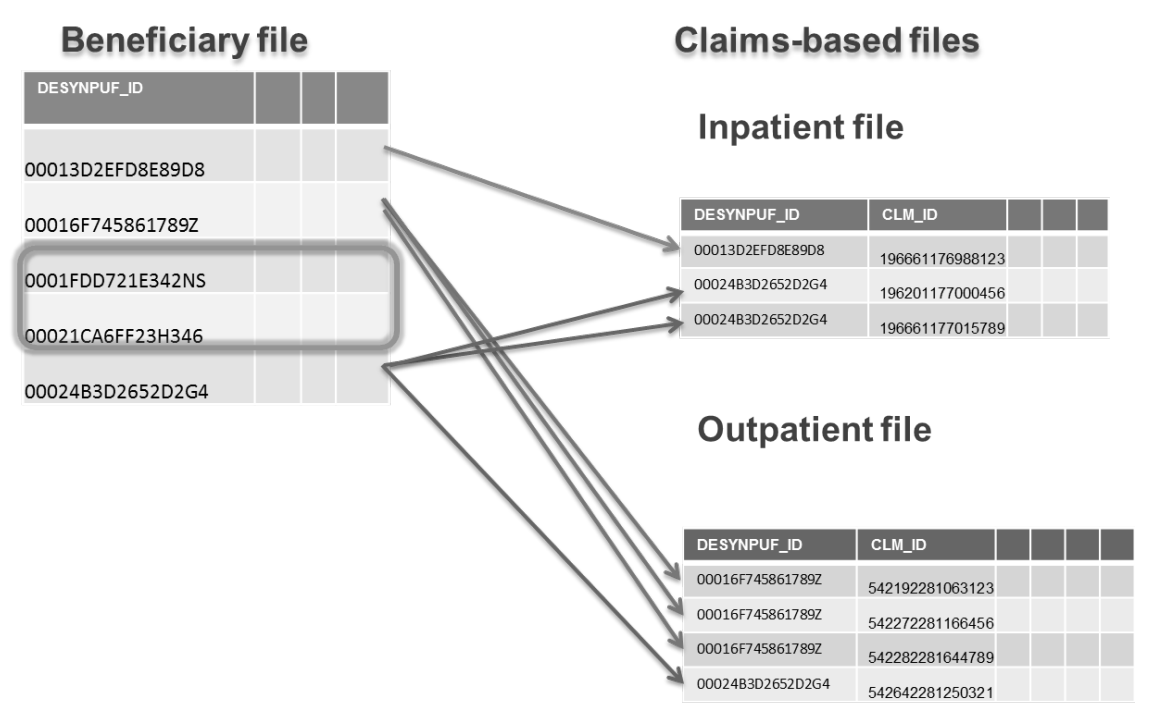 Beneficiary file
DESYNPUF_ID
00013D2EFD8E89D8
00016F745861789Z
0001FDD721E342NS
00021CA6FF23H346
00024B3D2652D2G4
Claims-based files
Inpatient file
DESYNPUF_ID CLM_ID
00013D2EFD8E89D8 196661176988123
00024B3D2652D2G4 196201177000456
00024B3D2652D2G4 196661177015789
Outpatient file
DESYNPUF_ID CLM_ID
00016F745861789Z 542192281063123
00016F745861789Z 542272281166456
00016F745861789Z 542282281644789
00024B3D2652D2G4 542642281250321